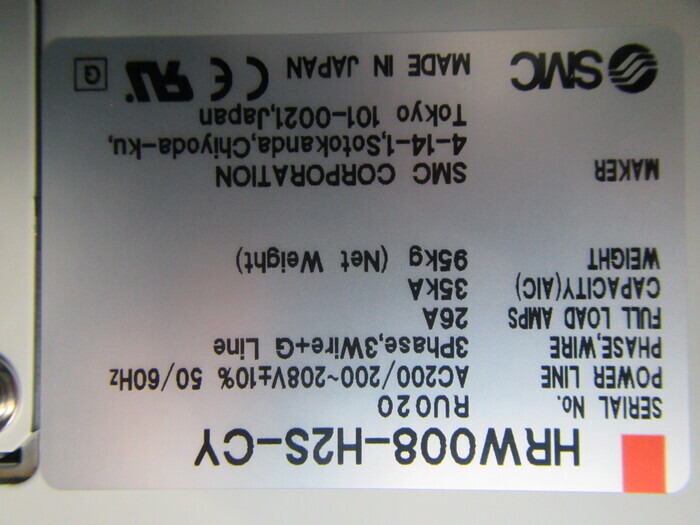 HRW008-H2S-CY
SERIAL No. RU020
POWER LINE AC200/200~208V±10% 50/60Hz
PHASE,WIRE 3Phase,3Wire+G Line
FULL LOAD AMPS 26A
CAPACITY(AIC) 35kA
WEIGHT 95kg (Net Weight)
MAKER SMC CORPORATION
4-14-1,Sotokanda,Chiyoda-ku,
Tokyo 101-0021,Japan
SMC MADE IN JAPAN CE RU G